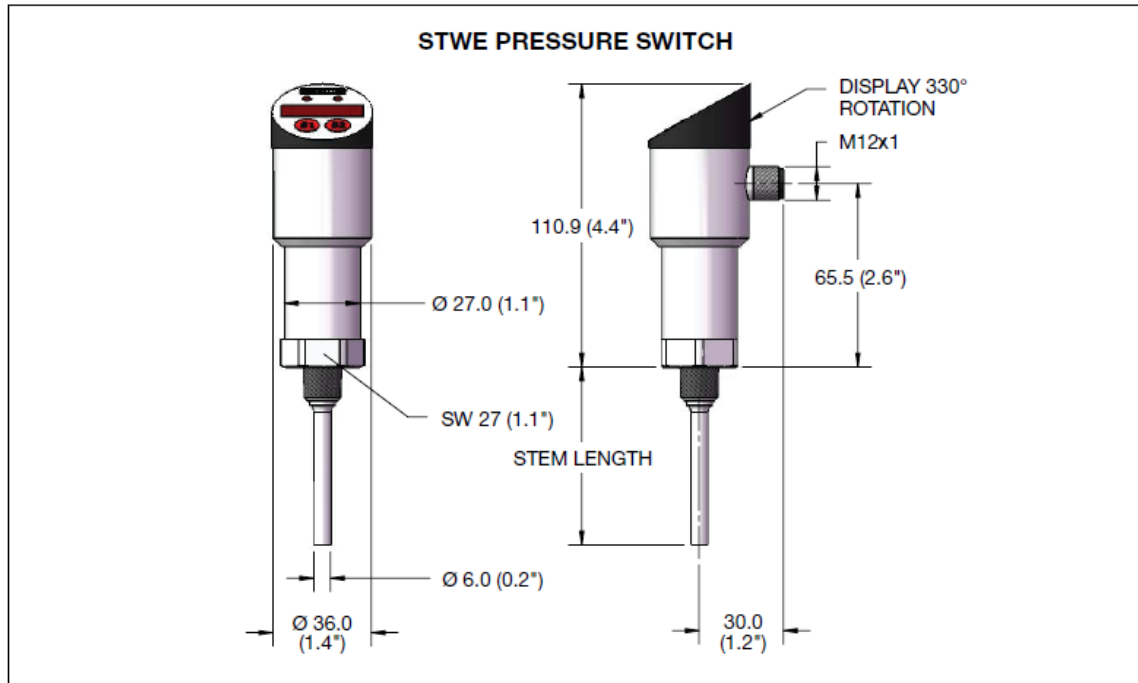 STWE PRESSURE SWITCH
DISPLAY 330°
ROTATION
M12x1
110.9 (4.4")
65.5 (2.6")
Ø 27.0 (1.1")
SW 27 (1.1")
STEM LENGTH
Ø 6.0 (0.2")
Ø 36.0
(1.4")
30.0
(1.2")